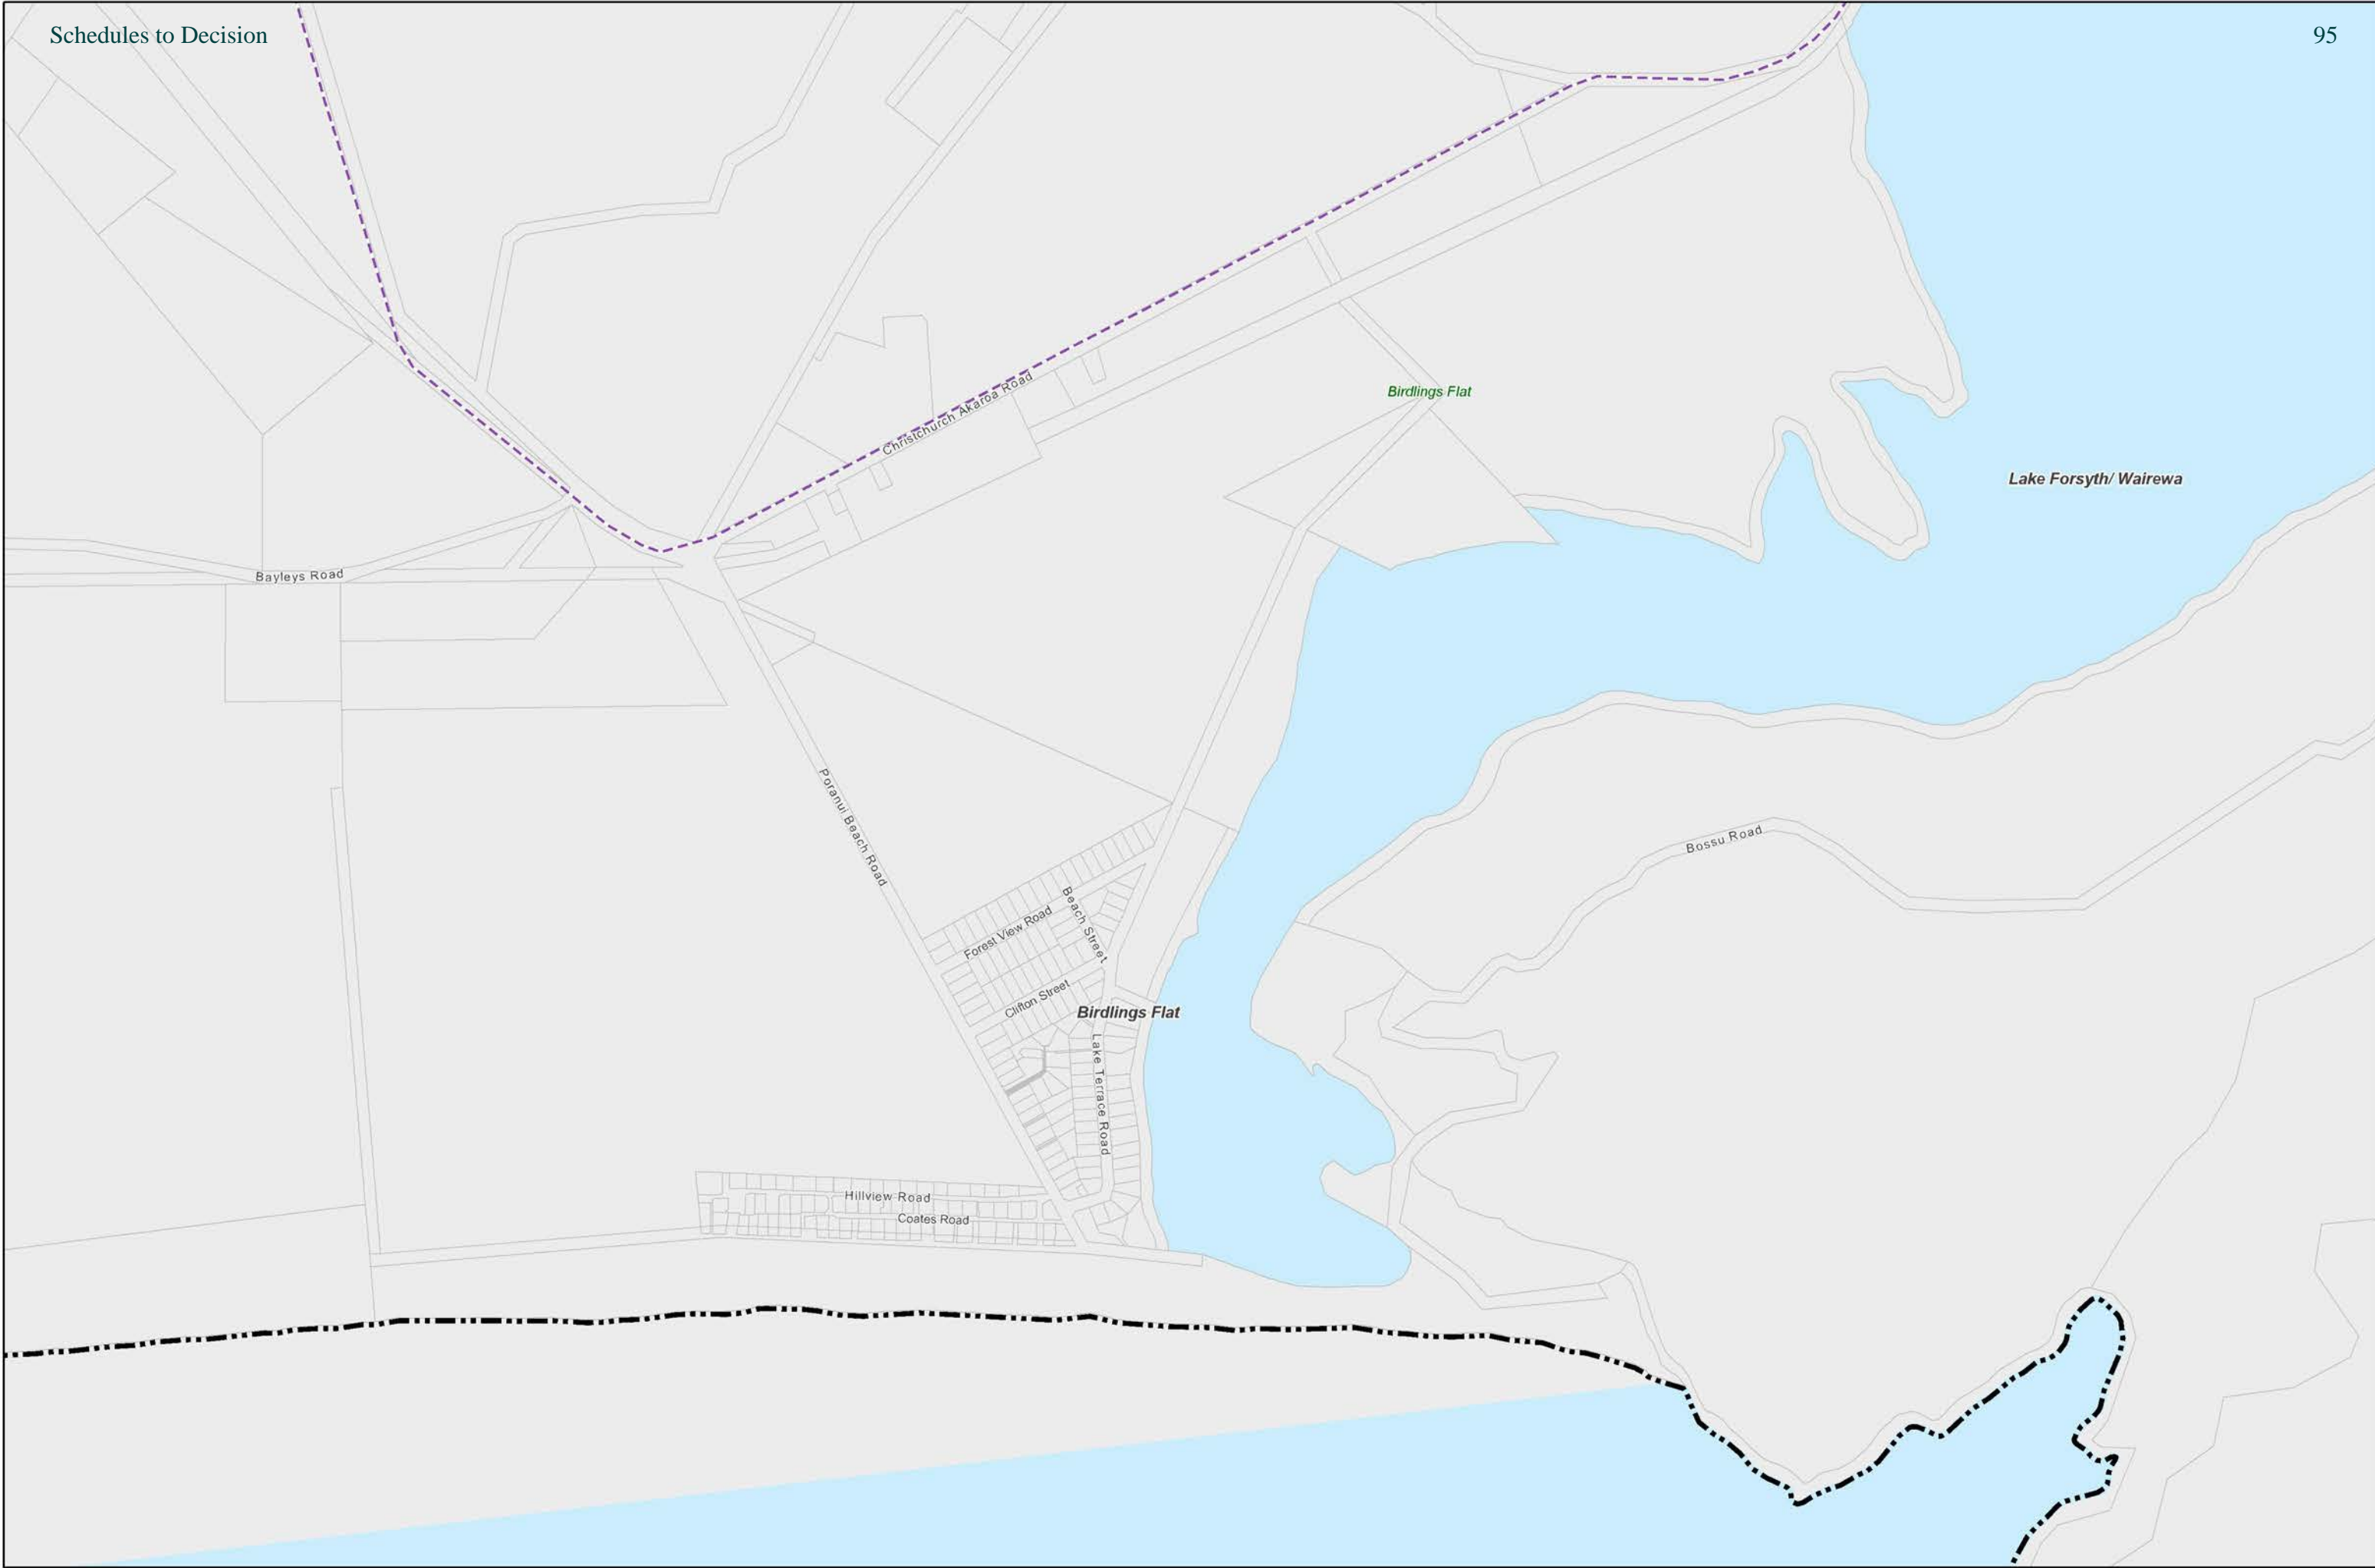 Schedules to Decision
95
Christchurch Akaroa Road
Birdlings Flat
Lake Forsyth/ Wairewa
Bayleys Road
Poranui Beach Road
Bossu Road
Beach Street
Forest View Road
Clifton Street
Birdlings Flat
Lake Terrace Road
Hillview Road
Coates Road